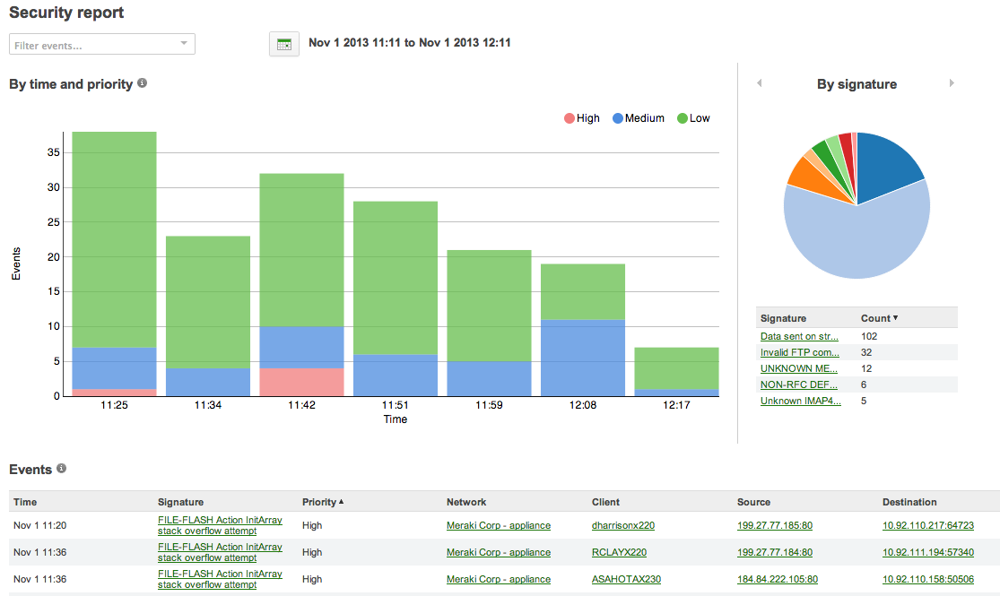 Security report
Filter events...
Nov 1 2013 11:11 to Nov 1 2013 12:11
By time and priority
High Medium Low
35
30
25
20
15
10
5
0
Events
11:25 11:34 11:42 11:51 11:59 12:08 12:17
Time
By signature
Signature Count
Data sent on str... 102
Invalid FTP com... 32
UNKNOWN ME... 12
NON-RFC DEF... 6
Unknown IMAP4... 5
Events
Time Signature Priority Network Client Source Destination
Nov 1 11:20 FILE-FLASH Action InitArray High Meraki Corp - appliance dharrisonx220 199.27.77.185:80 10.92.110.217:64723
stack overflow attempt
Nov 1 11:36 FILE-FLASH Action InitArray High Meraki Corp - appliance RCLAYX220 199.27.77.184:80 10.92.111.194:57340
stack overflow attempt
Nov 1 11:36 FILE-FLASH Action InitArray High Meraki Corp - appliance ASAHOTAX230 184.84.222.105:80 10.92.110.158:50506
stack overflow attempt